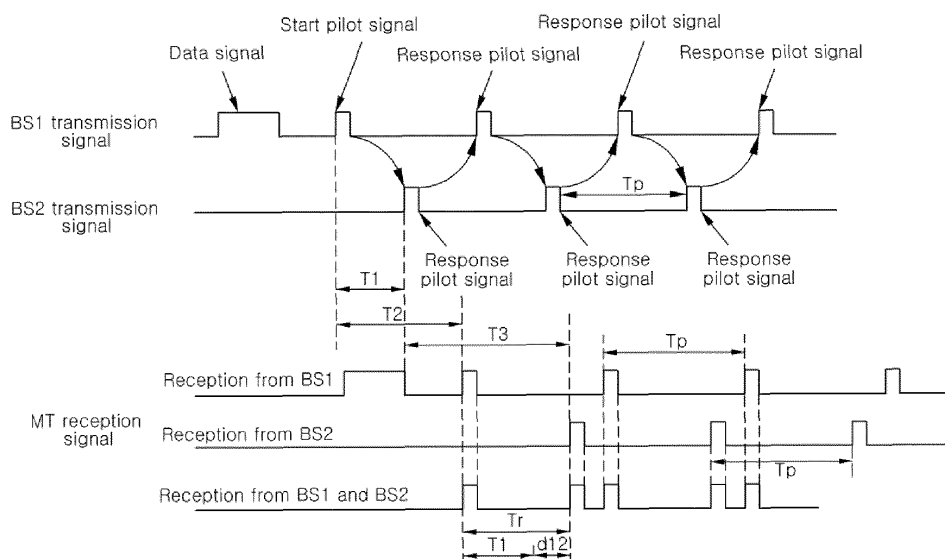 Start pilot signal
Response pilot signal
Data signal
Response pilot signal
Response pilot signal
BS1 transmission
signal
Tp
BS2 transmission
signal
Response
pilot signal
Response
pilot signal
Response
pilot signal
T1
T2
T3
Tp
Reception from BS1
MT reception
signal
Reception from BS2
Tp
Reception from BS1 and BS2
Tr
T1
d12